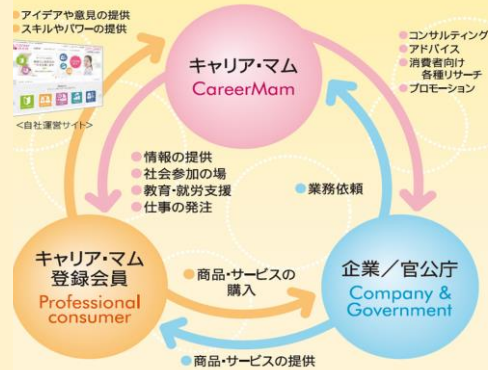 ●アイデアや意見の提供
●スキルやパワーの提供
<自社運営サイト>
キャリア・マム
CareerMam
●コンサルティング
●アドバイス
●消費者向け
各種リサーチ
●プロモーション
●情報の提供
●社会参加の場
●教育・就労支援
●仕事の発注
●業務依頼
キャリア・マム
登録会員
Professional
consumer
●商品・サービスの
購入
企業／官公庁
Company &
Government
●商品・サービスの提供